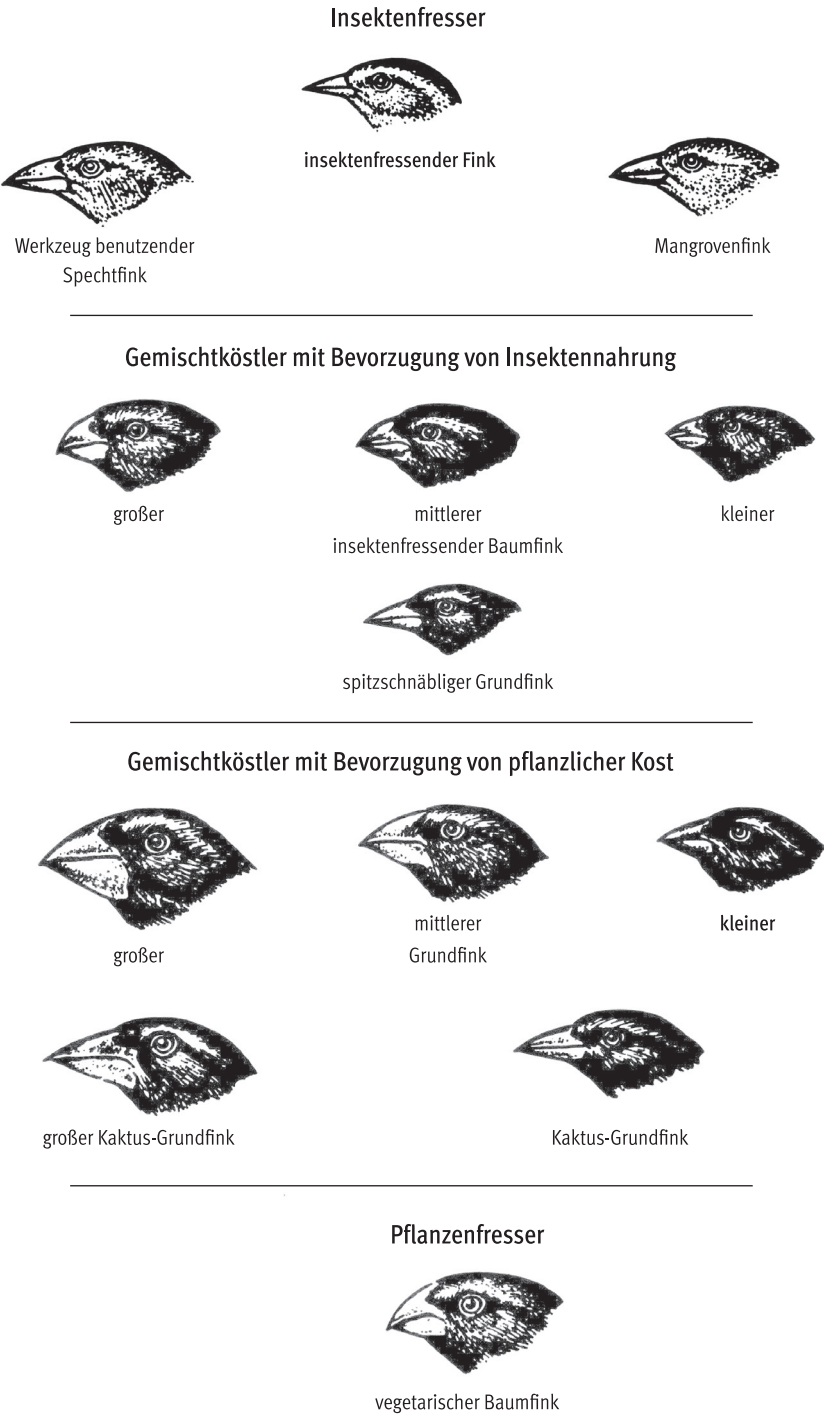 Insektenfresser
insektenfressender Fink
Werkzeug benutzender
Spechtfink
Mangrovenfink
Gemischtköstler mit Bevorzugung von Insektennahrung
großer
mittlerer
kleiner
insektenfressender Baumfink
spitzschnäbliger Grundfink
Gemischtköstler mit Bevorzugung von pflanzlicher Kost
großer
mittlerer
Grundfink
kleiner
großer Kaktus-Grundfink
Kaktus-Grundfink
Pflanzenfresser
vegetarischer Baumfink